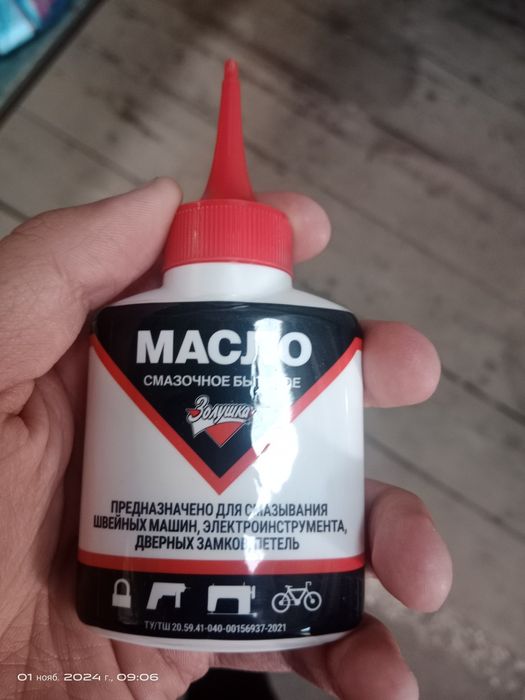 МАСЛО
СМАЗОЧНОЕ БЫТОВОЕ
Золушка
ПРЕДНАЗНАЧЕНО ДЛЯ СМАЗЫВАНИЯ
ШВЕЙНЫХ МАШИН, ЭЛЕКТРОИНСТРУМЕНТА,
ДВЕРНЫХ ЗАМКОВ, ПЕТЕЛЬ
ТУ/ТШ 20.59.41-040-00156937-2021
01 нояб. 2024 г., 09:06